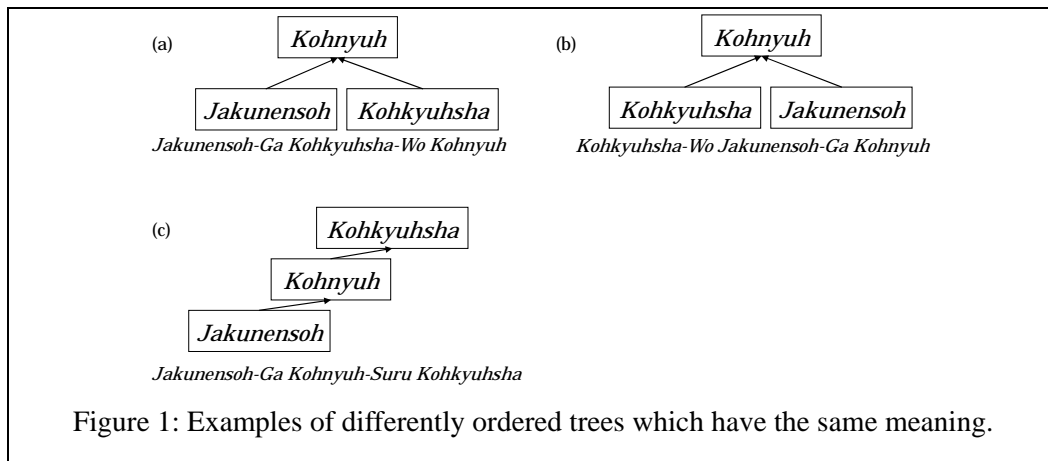 (a)
Kohnyuh
Jakunensoh
Kohkyuhsha
Jakunensoh-Ga Kohkyuhsha-Wo Kohnyuh
(b)
Kohnyuh
Kohkyuhsha
Jakunensoh
Kohkyuhsha-Wo Jakunensoh-Ga Kohnyuh
(c)
Kohkyuhsha
Kohnyuh
Jakunensoh
Jakunensoh-Ga Kohnyuh-Suru Kohkyuhsha
Figure 1: Examples of differently ordered trees which have the same meaning.